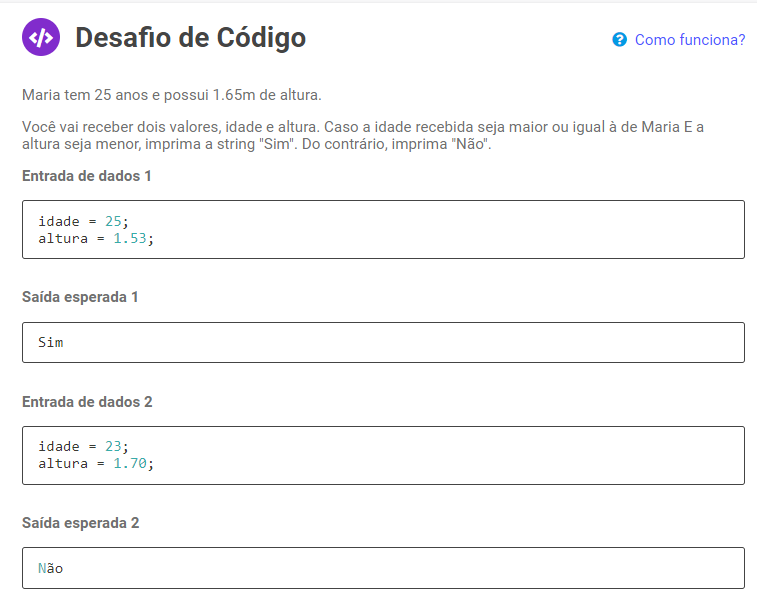 </> Desafio de Código
? Como funciona?
Maria tem 25 anos e possui 1.65m de altura.
Você vai receber dois valores, idade e altura. Caso a idade recebida seja maior ou igual à de Maria E a
altura seja menor, imprima a string "Sim". Do contrário, imprima "Não".
Entrada de dados 1
idade = 25;
altura = 1.53;
Saída esperada 1
Sim
Entrada de dados 2
idade = 23;
altura = 1.70;
Saída esperada 2
Não